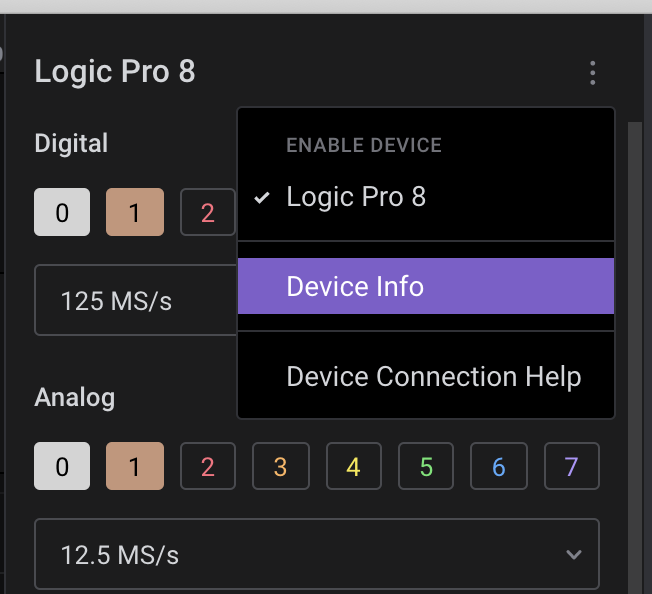 Logic Pro 8
Digital
ENABLE DEVICE
0 1 2
Logic Pro 8
125 MS/s
Device Info
Device Connection Help
Analog
0 1 2 3 4 5 6 7
12.5 MS/s